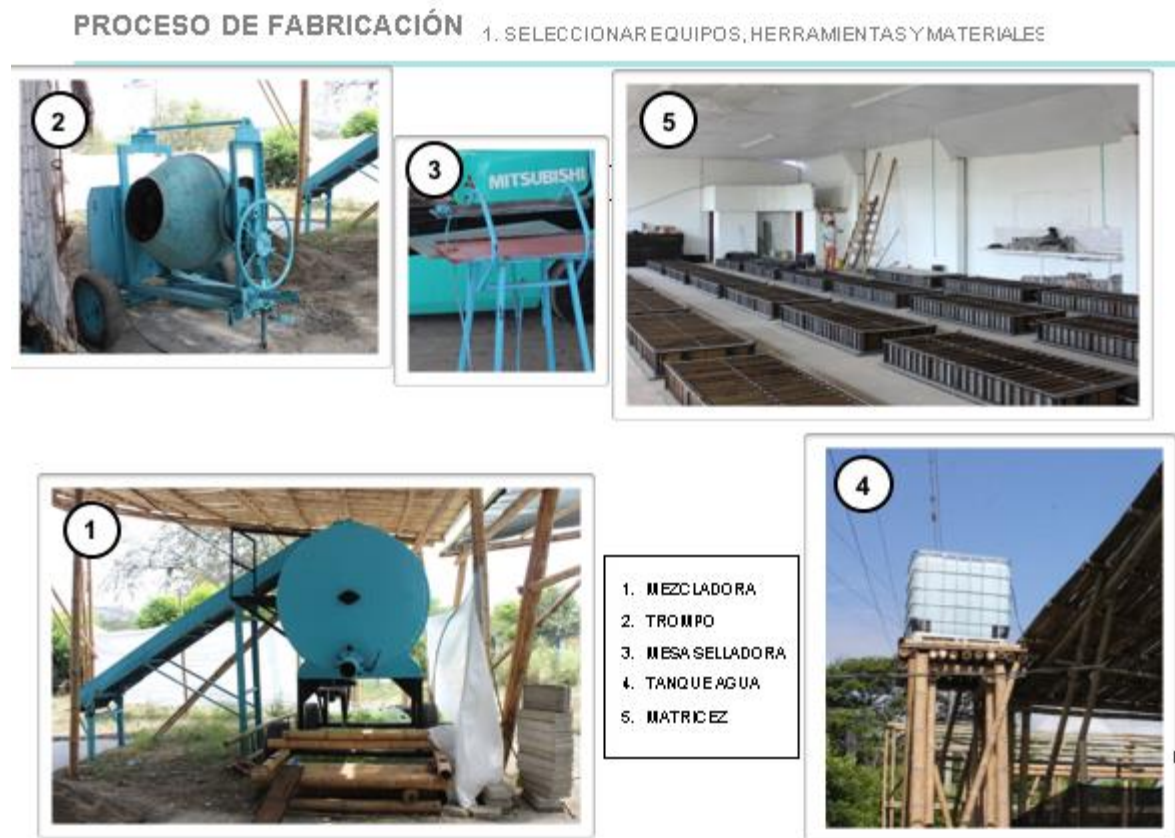 PROCESO DE FABRICACIÓN 1. SELECCIONAR EQUIPOS, HERRAMIENTAS Y MATERIALES
2
3
MITSUBISHI
5
1
4
1. MEZCLADORA
2. TROMPO
3. MESA SELLADORA
4. TANQUE AGUA
5. MATRICEZ